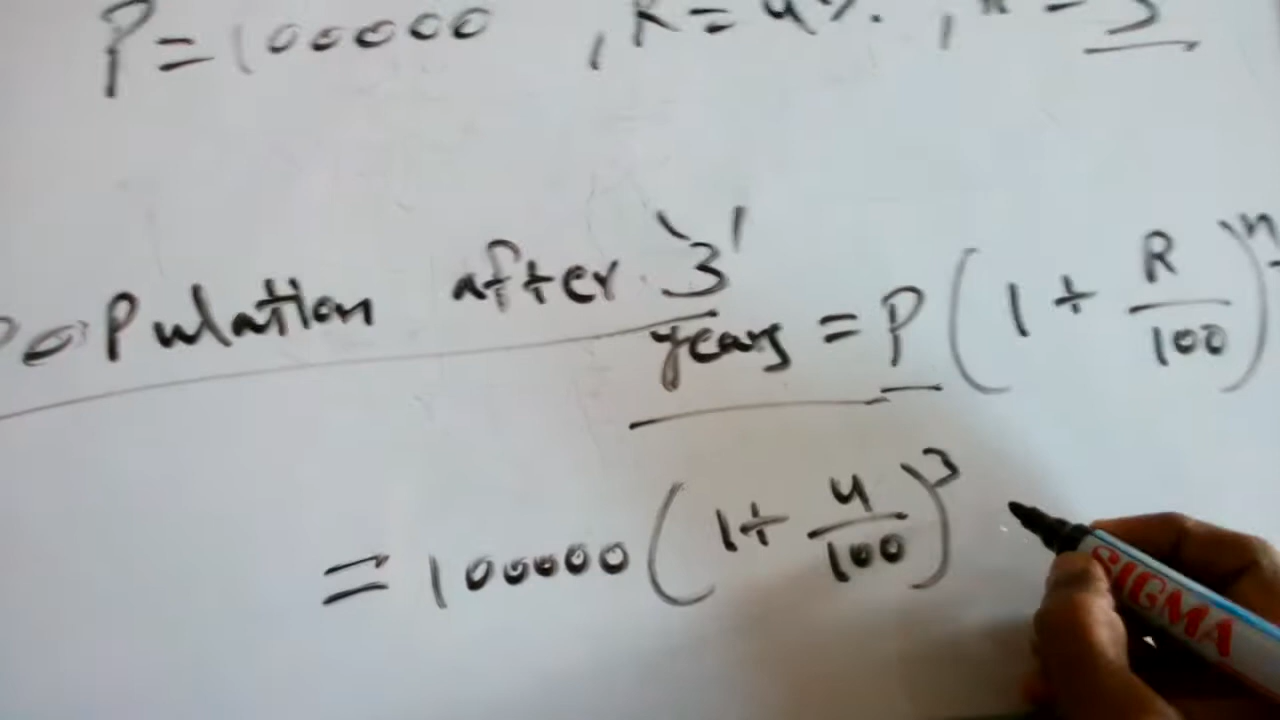 P = 100000 , R = 4%. , n = 3
Population after '3'
years = P ( 1 + R/100 )^n
= 100000 ( 1 + 4/100 )^3
SIGMA